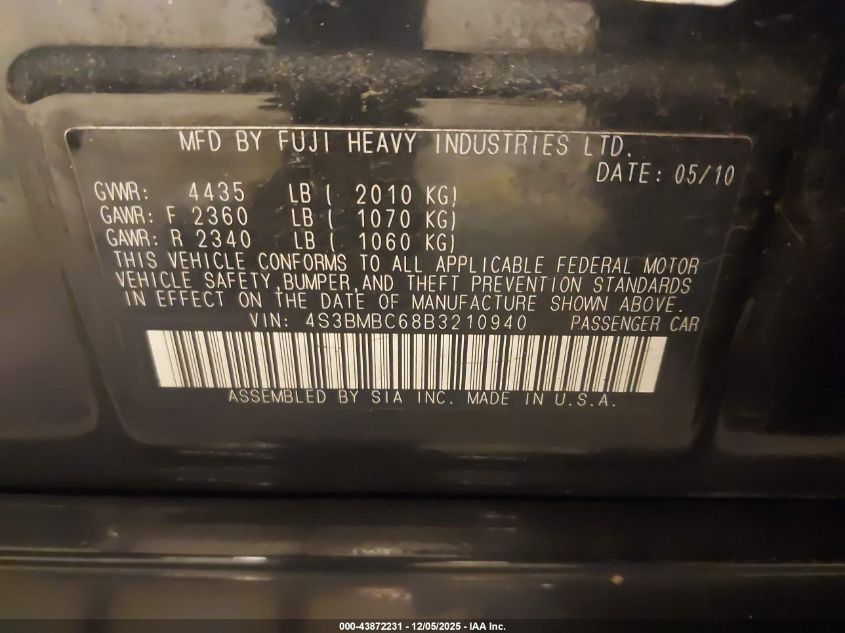 MFD BY FUJI HEAVY INDUSTRIES LTD.
DATE: 05/10
GVWR: 4435 LB ( 2010 KG)
GAWR: F 2360 LB ( 1070 KG)
GAWR: R 2340 LB ( 1060 KG)
THIS VEHICLE CONFORMS TO ALL APPLICABLE FEDERAL MOTOR
VEHICLE SAFETY,BUMPER,AND THEFT PREVENTION STANDARDS
IN EFFECT ON THE DATE OF MANUFACTURE SHOWN ABOVE.
VIN: 4S3BMBC68B3210940 PASSENGER CAR
ASSEMBLED BY SIA INC. MADE IN U.S.A.
000-43872231 - 12/05/2025 - IAA Inc.